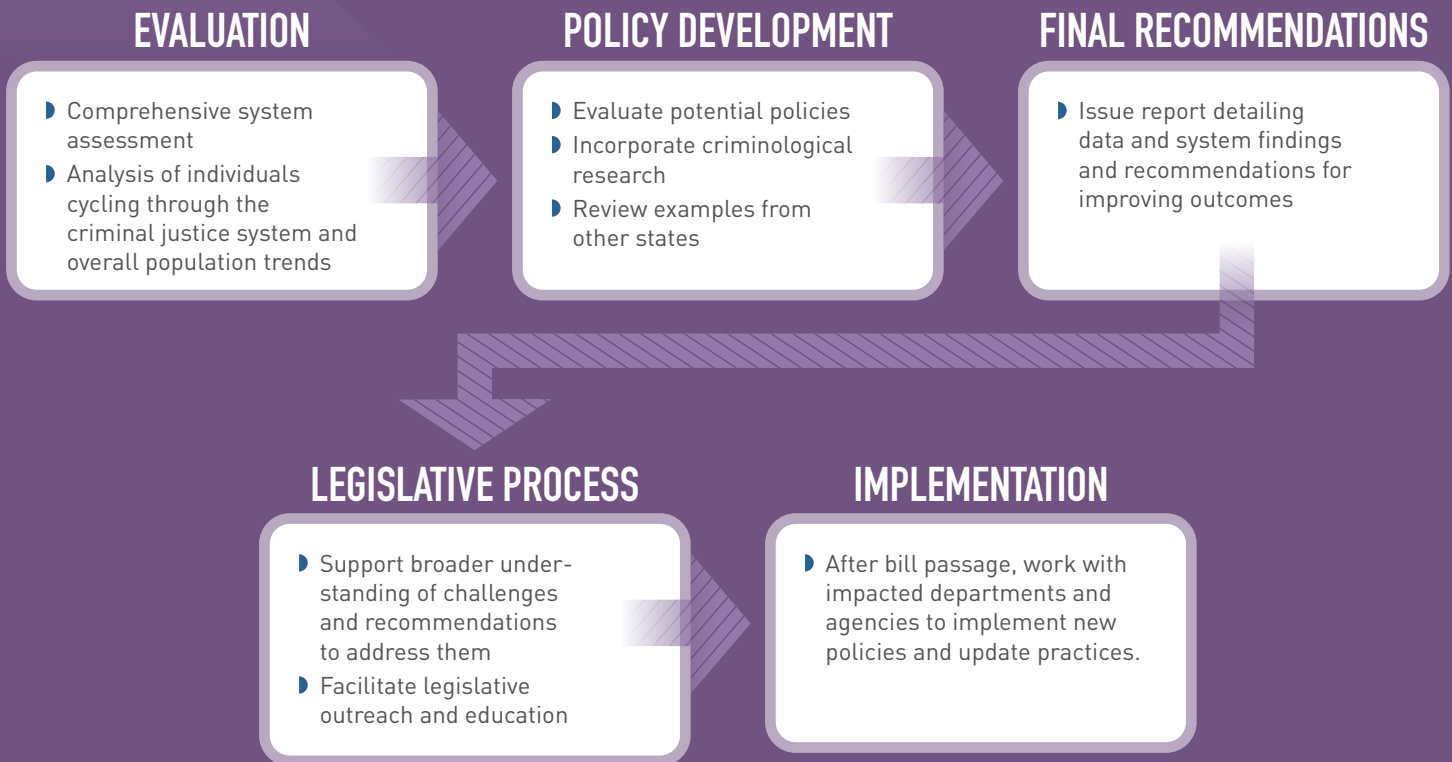 EVALUATION
Comprehensive system
assessment
Analysis of individuals
cycling through the
criminal justice system and
overall population trends
POLICY DEVELOPMENT
Evaluate potential policies
Incorporate criminological
research
Review examples from
other states
FINAL RECOMMENDATIONS
Issue report detailing
data and system findings
and recommendations for
improving outcomes
LEGISLATIVE PROCESS
Support broader under-
standing of challenges
and recommendations
to address them
Facilitate legislative
outreach and education
IMPLEMENTATION
After bill passage, work with
impacted departments and
agencies to implement new
policies and update practices.